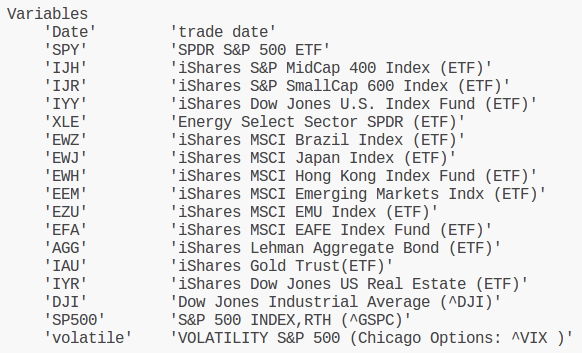 Variables
'Date' 'trade date'
'SPY' 'SPDR S&P 500 ETF'
'IJH' 'iShares S&P MidCap 400 Index (ETF)'
'IJR' 'iShares S&P SmallCap 600 Index (ETF)'
'IYY' 'iShares Dow Jones U.S. Index Fund (ETF)'
'XLE' 'Energy Select Sector SPDR (ETF)'
'EWZ' 'iShares MSCI Brazil Index (ETF)'
'EWJ' 'iShares MSCI Japan Index (ETF)'
'EWH' 'iShares MSCI Hong Kong Index Fund (ETF)'
'EEM' 'iShares MSCI Emerging Markets Indx (ETF)'
'EZU' 'iShares MSCI EMU Index (ETF)'
'EFA' 'iShares MSCI EAFE Index Fund (ETF)'
'AGG' 'iShares Lehman Aggregate Bond (ETF)'
'IAU' 'iShares Gold Trust(ETF)'
'IYR' 'iShares Dow Jones US Real Estate (ETF)'
'DJI' 'Dow Jones Industrial Average (^DJI)'
'SP500' 'S&P 500 INDEX,RTH (^GSPC)'
'volatile' 'VOLATILITY S&P 500 (Chicago Options: ^VIX )'